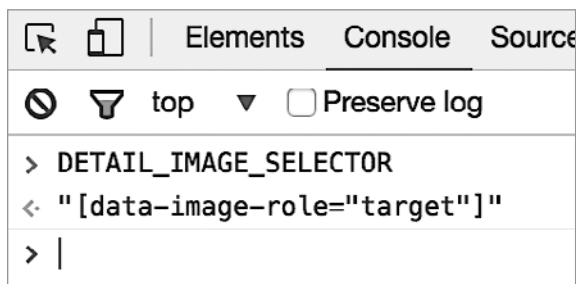 Elements Console Source
top ▼ Preserve log
> DETAIL_IMAGE_SELECTOR
<· "[data-image-role="target"]"
>